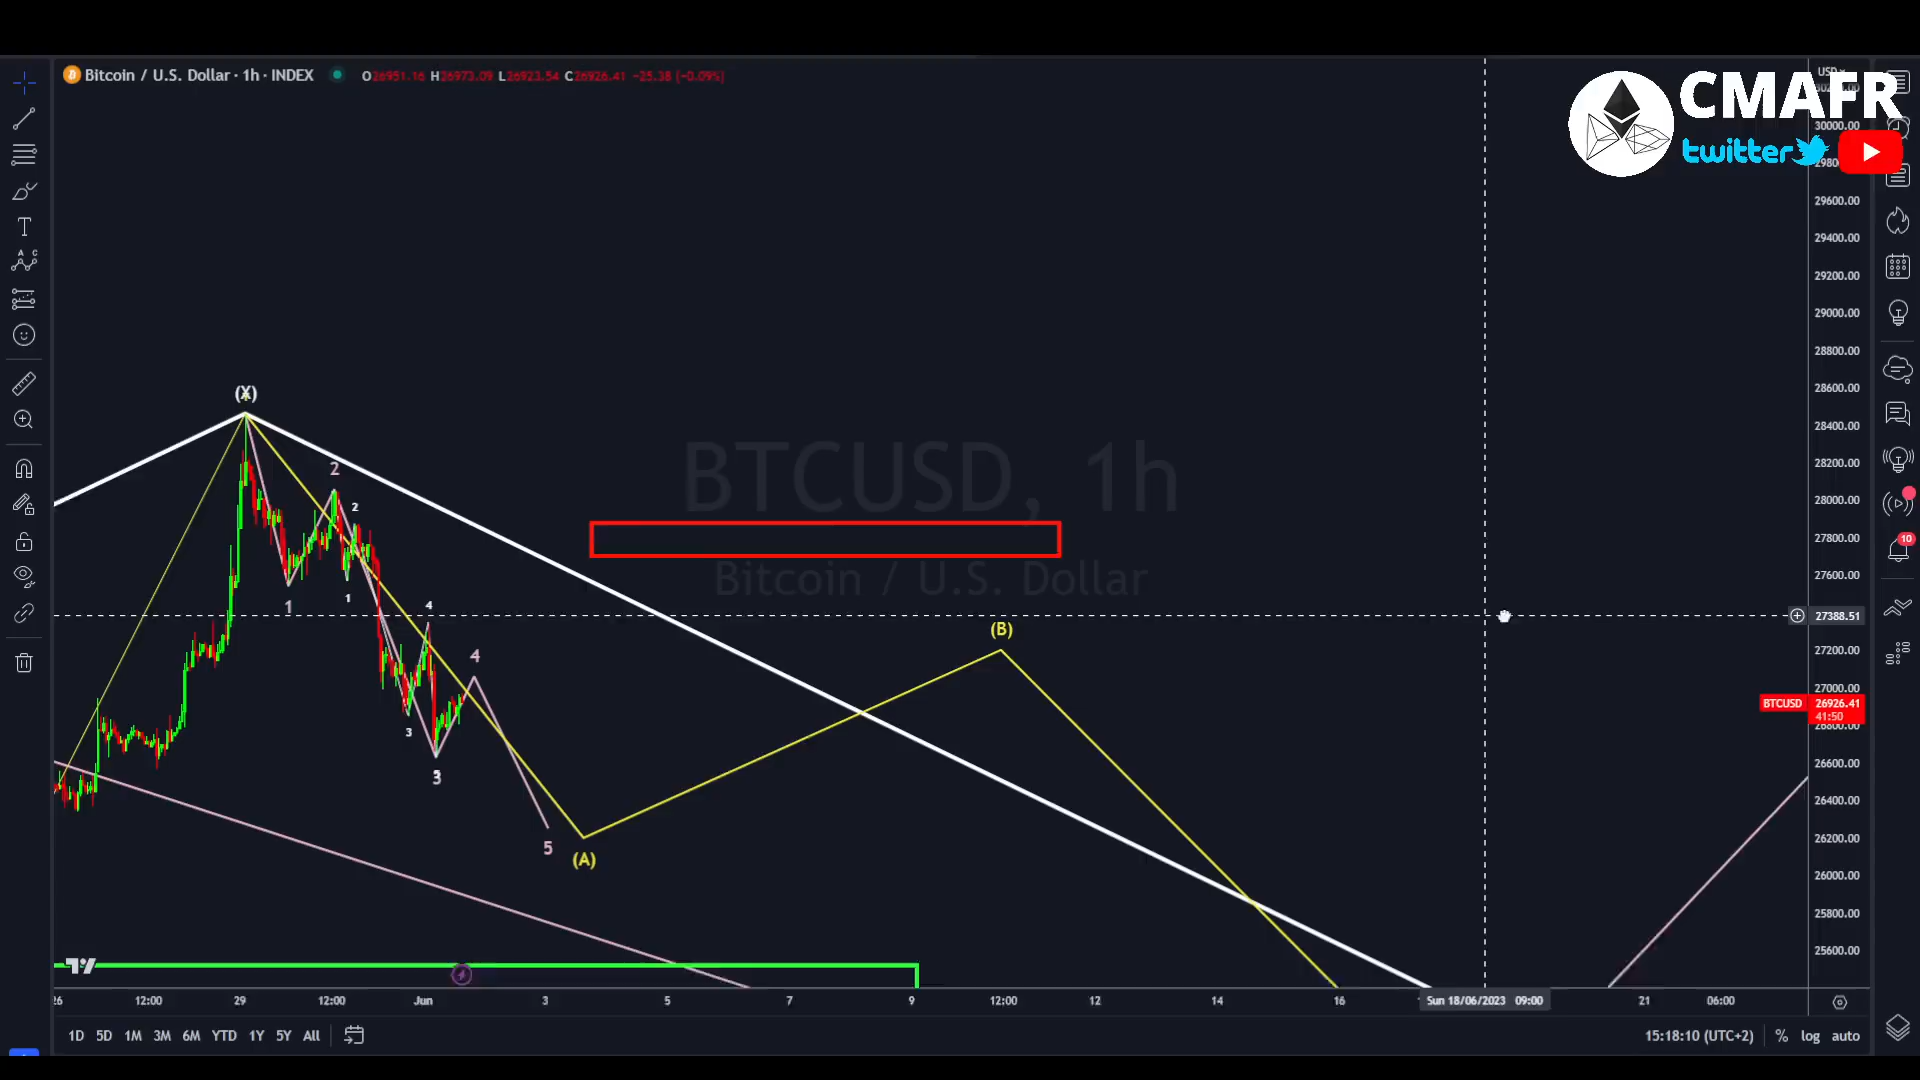 Bitcoin / U.S. Dollar · 1h · INDEX
O26951.16 H26973.09 L26923.54 C26926.41 −25.38 (−0.09%)
USD
CMAFR
twitter
30000.00
29600.00
29400.00
29200.00
29000.00
28800.00
28600.00
28400.00
28200.00
28000.00
27800.00
27600.00
27388.51
27200.00
27000.00
BTCUSD 26926.41
41:50
26800.00
26600.00
26400.00
26200.00
26000.00
25800.00
25600.00
10
BTCUSD, 1h
Bitcoin / U.S. Dollar
(X)
2
2
1
1
4
(B)
4
3
3
5
(A)
26 12:00 29 12:00 Jun 3 5 7 9 12:00 12 14 16 Sun 18/06/2023 09:00 21 06:00
1D 5D 1M 3M 6M YTD 1Y 5Y All
15:18:10 (UTC+2) % log auto